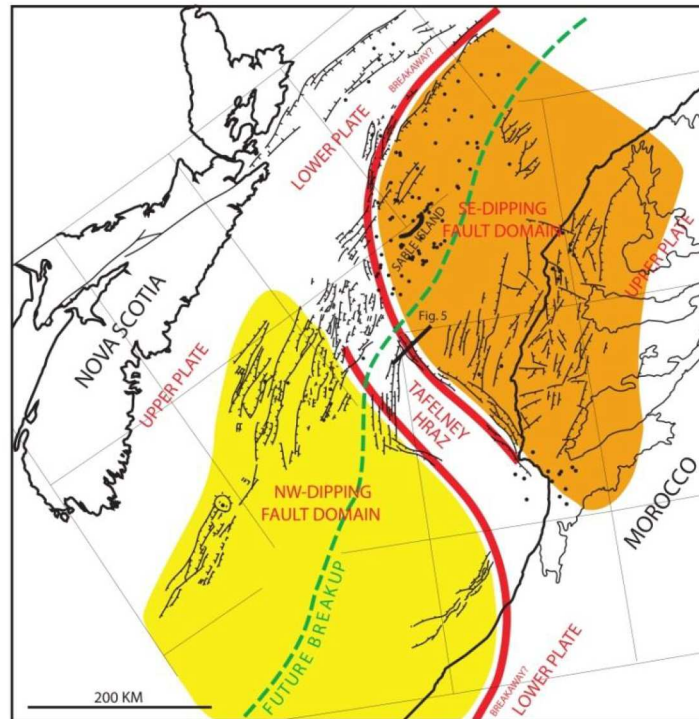 BREAKAWAY?
LOWER PLATE
SE-DIPPING
FAULT DOMAIN
SABLE ISLAND
UPPER PLATE
NOVA SCOTIA
Fig. 5
UPPER PLATE
TAFELNEY
HRAZ
NW-DIPPING
FAULT DOMAIN
MOROCCO
FUTURE BREAKUP
BREAKAWAY?
LOWER PLATE
200 KM